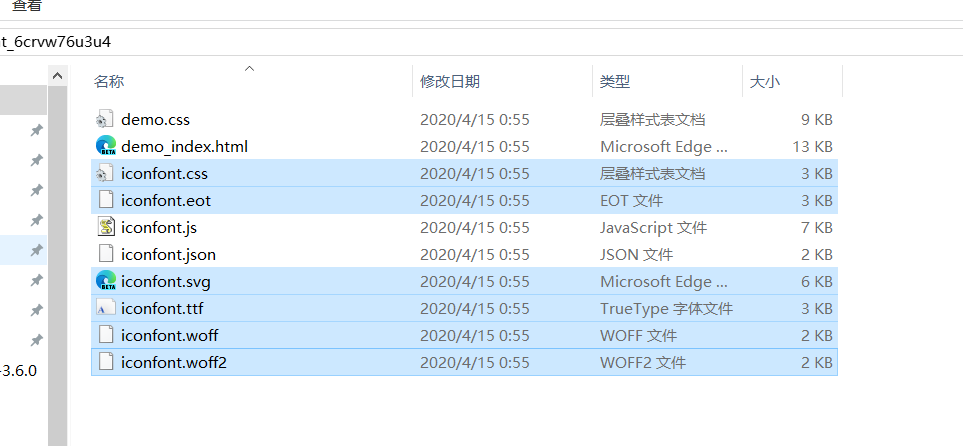 查看
t_6crvw76u3u4
名称 修改日期 类型 大小
demo.css 2020/4/15 0:55 层叠样式表文档 9 KB
demo_index.html 2020/4/15 0:55 Microsoft Edge ... 13 KB
iconfont.css 2020/4/15 0:55 层叠样式表文档 3 KB
iconfont.eot 2020/4/15 0:55 EOT 文件 3 KB
iconfont.js 2020/4/15 0:55 JavaScript 文件 7 KB
iconfont.json 2020/4/15 0:55 JSON 文件 2 KB
iconfont.svg 2020/4/15 0:55 Microsoft Edge ... 6 KB
iconfont.ttf 2020/4/15 0:55 TrueType 字体文件 3 KB
iconfont.woff 2020/4/15 0:55 WOFF 文件 2 KB
iconfont.woff2 2020/4/15 0:55 WOFF2 文件 2 KB
-3.6.0